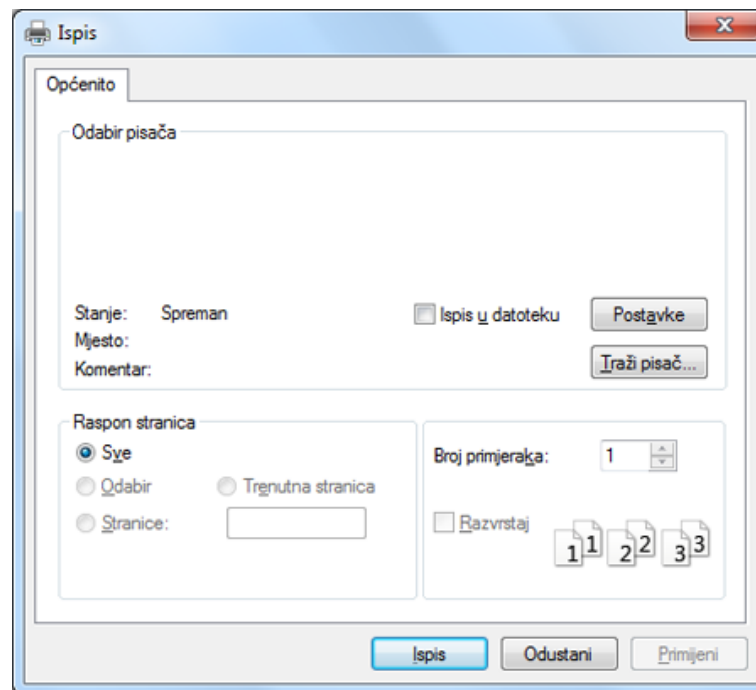 Ispis
Općenito
Odabir pisača
Stanje: Spreman
Ispis u datoteku
Postavke
Mjesto:
Komentar:
Traži pisač...
Raspon stranica
Sve
Odabir
Trenutna stranica
Stranice:
Broj primjeraka: 1
Razvrstaj
1 1 2 2 3 3
Ispis
Odustani
Primijeni